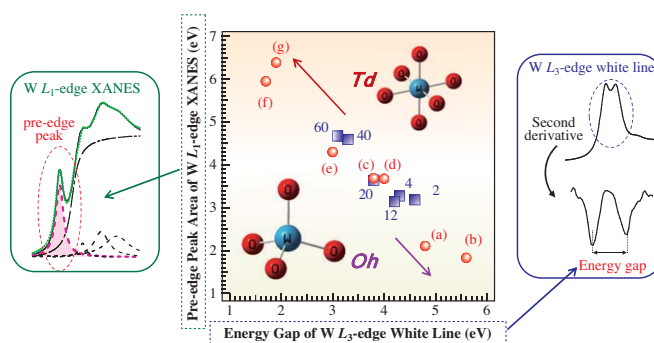 W L1-edge XANES
pre-edge
peak
Pre-edge Peak Area of W L1-edge XANES (eV)
7
6
5
4
3
2
1
(g)
(f)
Td
O
O
O
W
O
O
O
60
40
(e)
(c)
(d)
20
4
2
12
O
W
O
O
O
Oh
(a)
(b)
1 2 3 4 5 6
Energy Gap of W L3-edge White Line (eV)
W L3-edge white line
Second
derivative
Energy gap